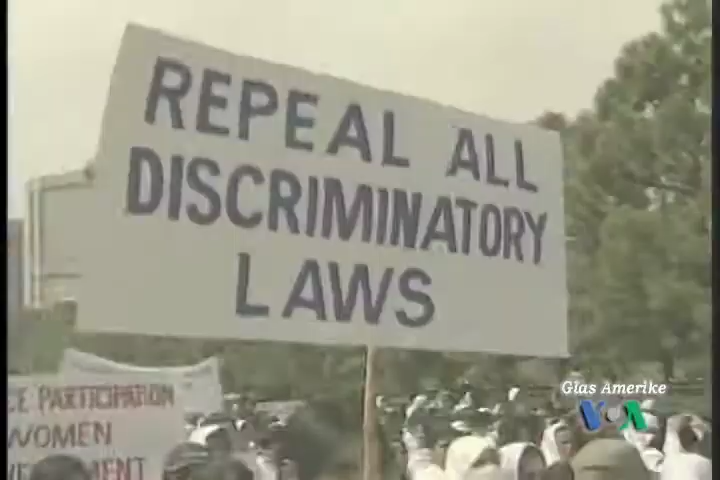 REPEAL ALL
DISCRIMINATORY
LAWS
PARTICIPATION
WOMEN
Glas Amerike
VOA